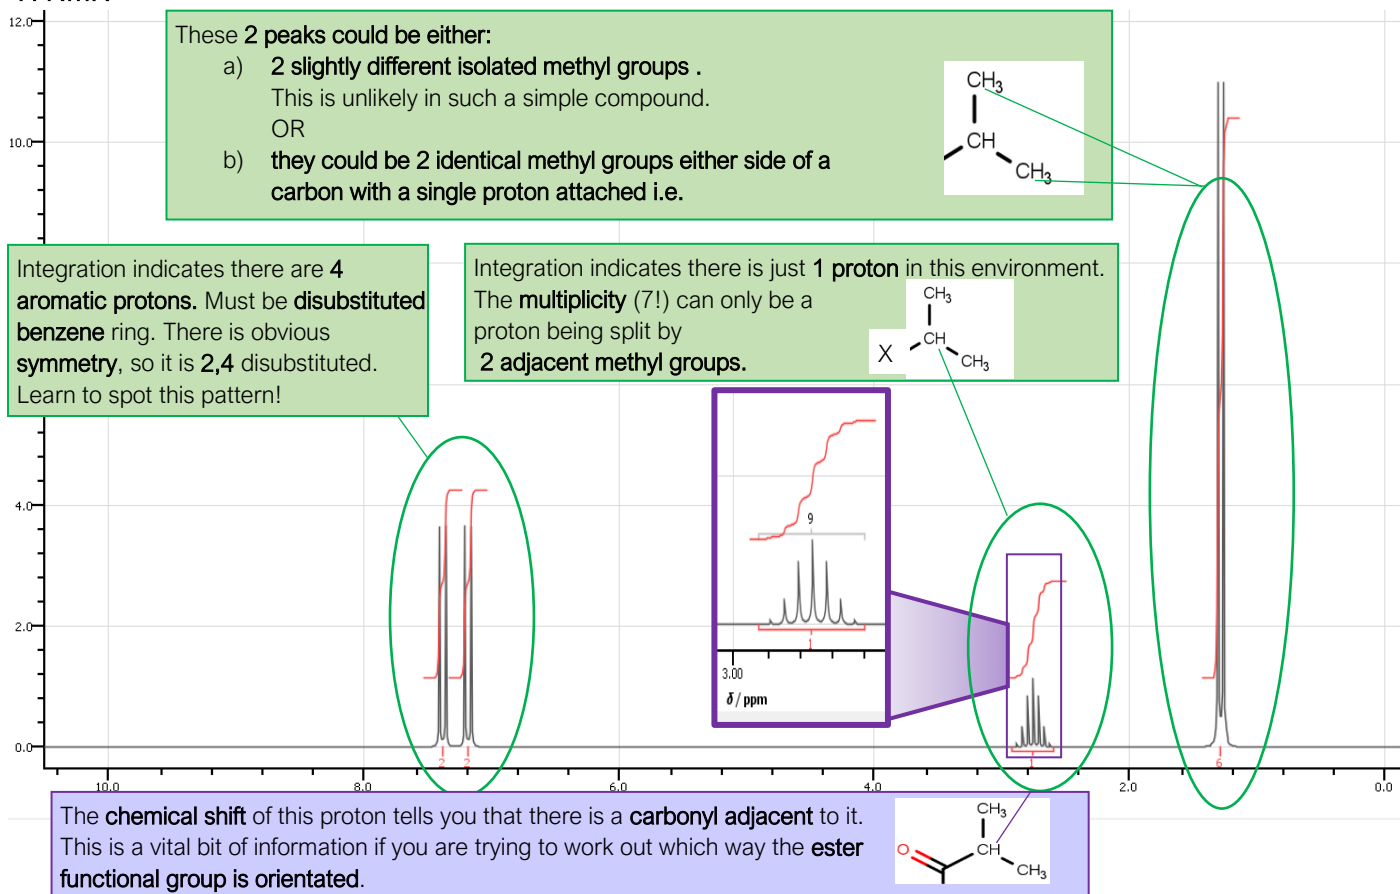 12.0
These 2 peaks could be either:
a) 2 slightly different isolated methyl groups .
This is unlikely in such a simple compound.
OR
b) they could be 2 identical methyl groups either side of a
carbon with a single proton attached i.e.
CH3
CH
CH3
10.0
Integration indicates there are 4
aromatic protons. Must be disubstituted
benzene ring. There is obvious
symmetry, so it is 2,4 disubstituted.
Learn to spot this pattern!
Integration indicates there is just 1 proton in this environment.
The multiplicity (7!) can only be a
proton being split by
2 adjacent methyl groups.
CH3
X
CH
CH3
9
1
3.00
δ / ppm
4.0
2.0
0.0
2 2
1
6
10.0 8.0 6.0 4.0 2.0 0.0
The chemical shift of this proton tells you that there is a carbonyl adjacent to it.
This is a vital bit of information if you are trying to work out which way the ester
functional group is orientated.
CH3
O
CH
CH3